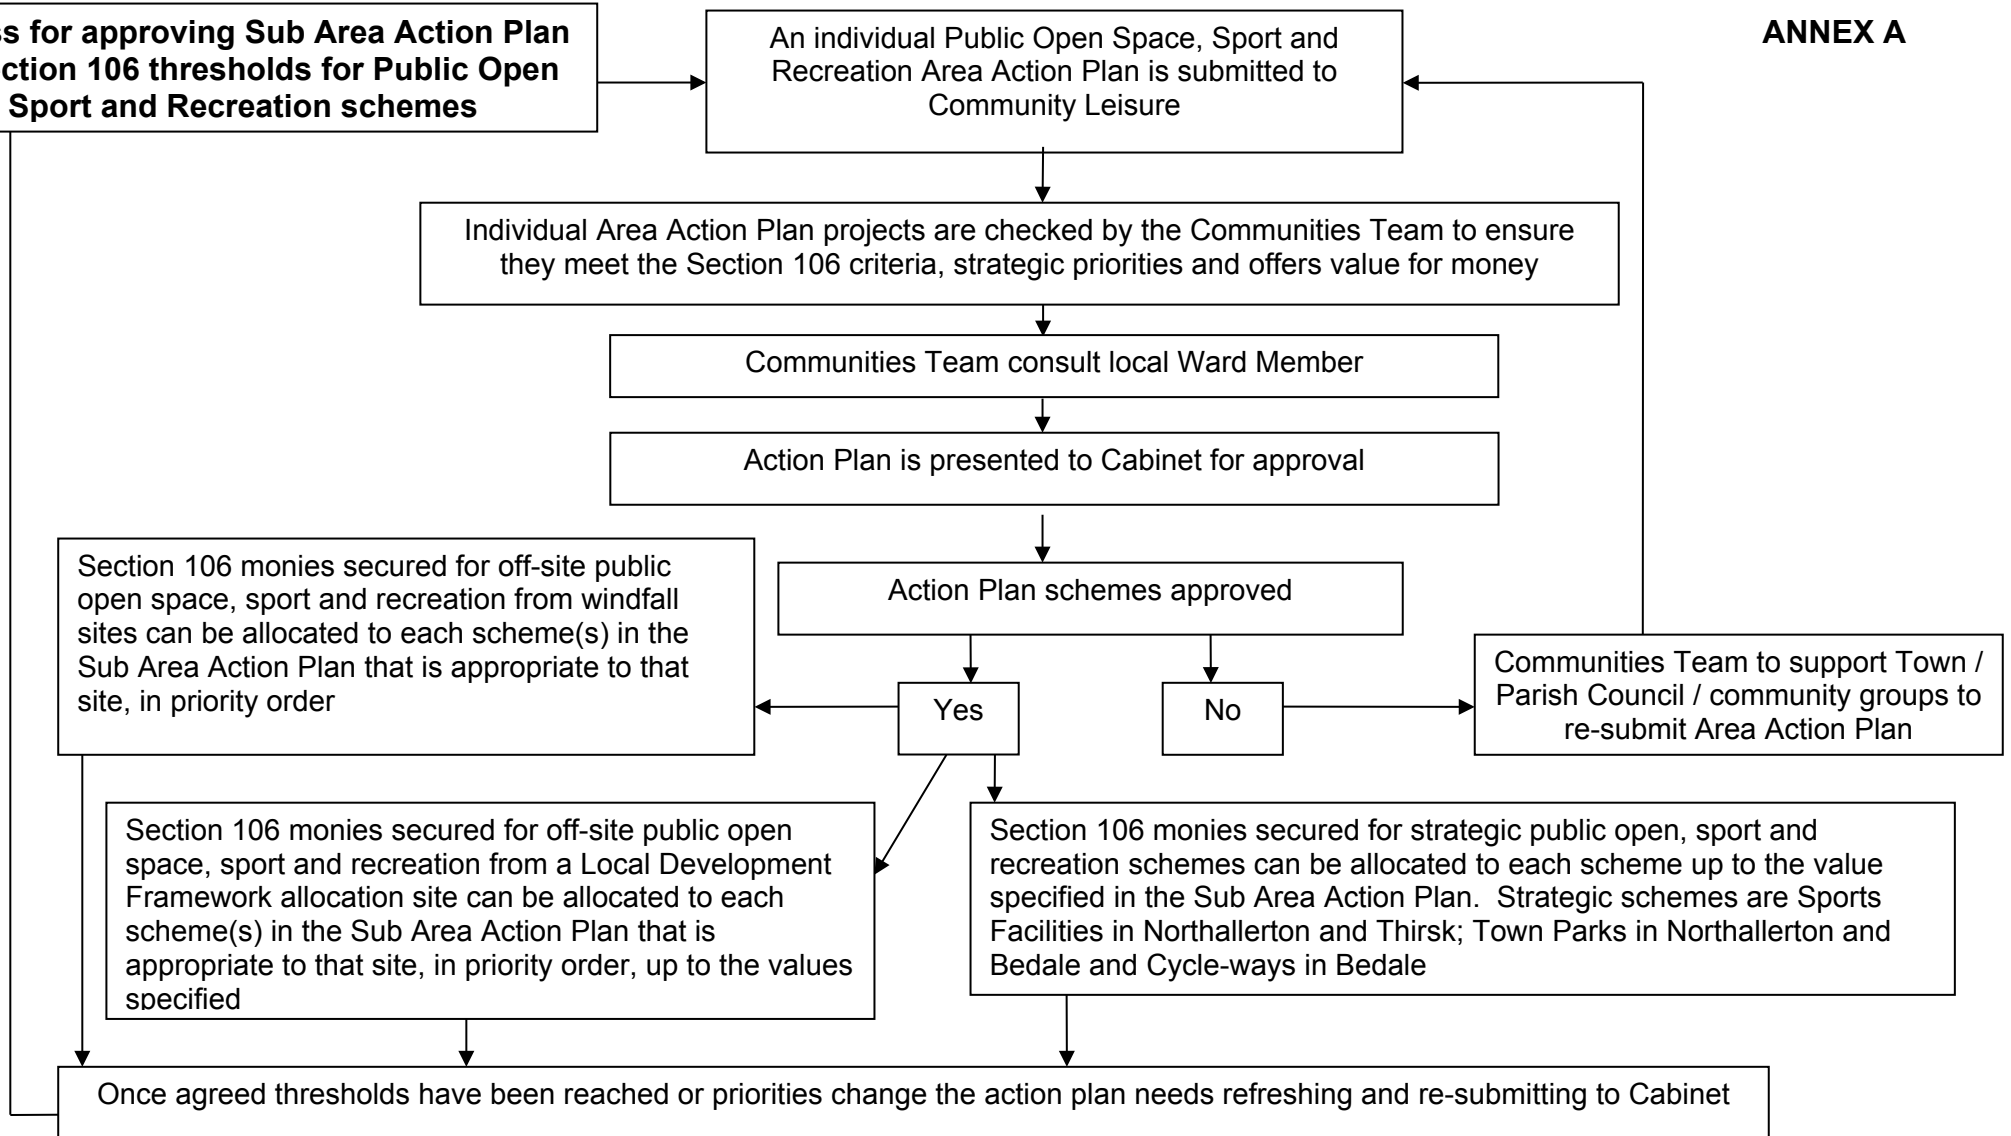 ss for approving Sub Area Action Plan
ction 106 thresholds for Public Open
Sport and Recreation schemes
An individual Public Open Space, Sport and
Recreation Area Action Plan is submitted to
Community Leisure
ANNEX A
Individual Area Action Plan projects are checked by the Communities Team to ensure
they meet the Section 106 criteria, strategic priorities and offers value for money
Communities Team consult local Ward Member
Action Plan is presented to Cabinet for approval
Action Plan schemes approved
Yes
No
Communities Team to support Town /
Parish Council / community groups to
re-submit Area Action Plan
Section 106 monies secured for off-site public
open space, sport and recreation from windfall
sites can be allocated to each scheme(s) in the
Sub Area Action Plan that is appropriate to that
site, in priority order
Section 106 monies secured for off-site public open
space, sport and recreation from a Local Development
Framework allocation site can be allocated to each
scheme(s) in the Sub Area Action Plan that is
appropriate to that site, in priority order, up to the values
specified
Section 106 monies secured for strategic public open, sport and
recreation schemes can be allocated to each scheme up to the value
specified in the Sub Area Action Plan.  Strategic schemes are Sports
Facilities in Northallerton and Thirsk; Town Parks in Northallerton and
Bedale and Cycle-ways in Bedale
Once agreed thresholds have been reached or priorities change the action plan needs refreshing and re-submitting to Cabinet